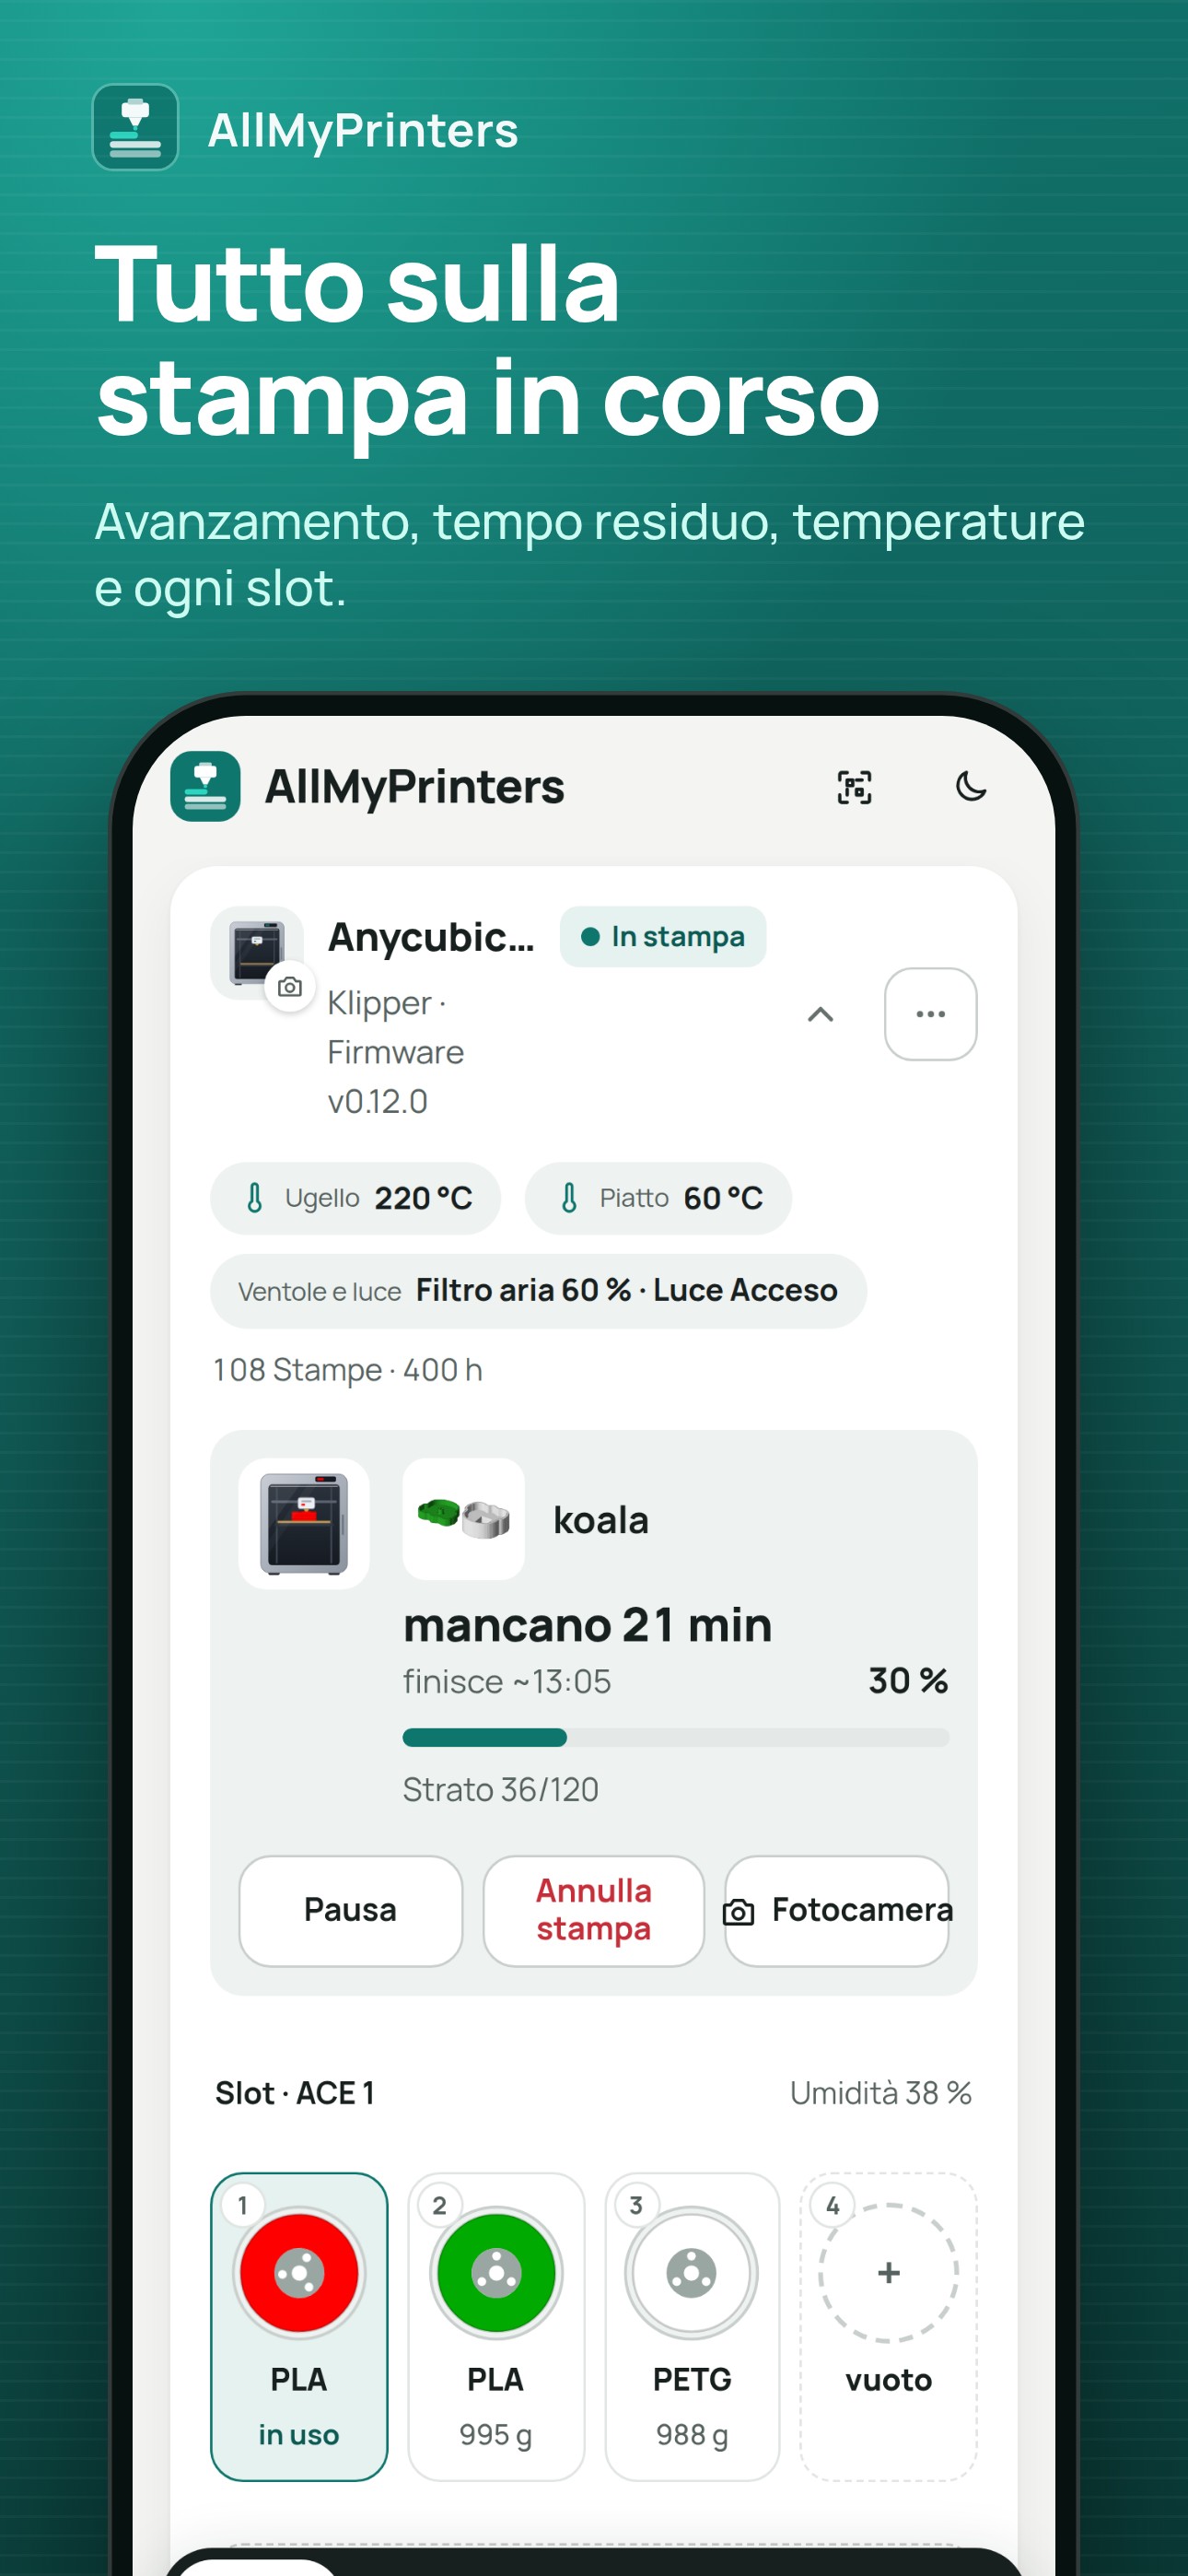 AllMyPrinters
Tutto sulla
stampa in corso
Avanzamento, tempo residuo, temperature
e ogni slot.
AllMyPrinters
Anycubic...
In stampa
Klipper ·
Firmware
v0.12.0
Ugello 220 °C
Piatto 60 °C
Ventole e luce Filtro aria 60 % · Luce Acceso
108 Stampe · 400 h
koala
mancano 21 min
finisce ~13:05
30 %
Strato 36/120
Pausa
Annulla
stampa
Fotocamera
Slot · ACE 1
Umidità 38 %
1
2
3
4
+
PLA
PLA
PETG
vuoto
in uso
995 g
988 g